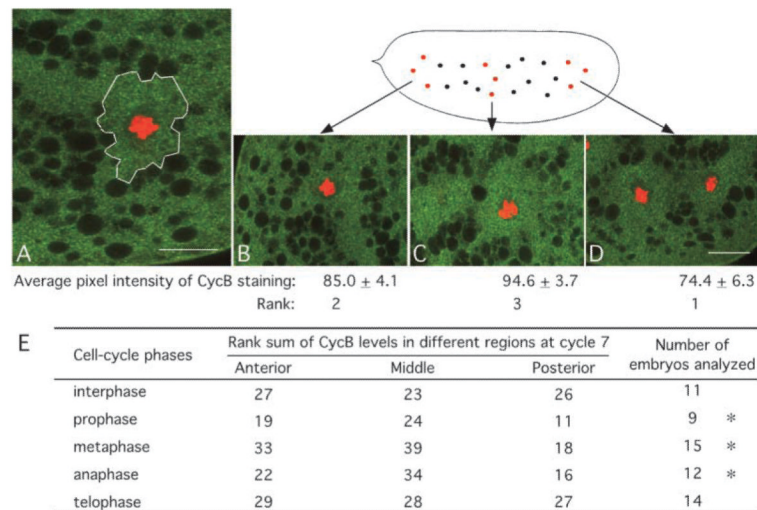 A
B
C
D
Average pixel intensity of CycB staining: 85.0 ± 4.1 94.6 ± 3.7 74.4 ± 6.3
Rank: 2 3 1
E
Cell-cycle phases Rank sum of CycB levels in different regions at cycle 7 Number of embryos analyzed
Anterior Middle Posterior
interphase 27 23 26 11
prophase 19 24 11 9 *
metaphase 33 39 18 15 *
anaphase 22 34 16 12 *
telophase 29 28 27 14